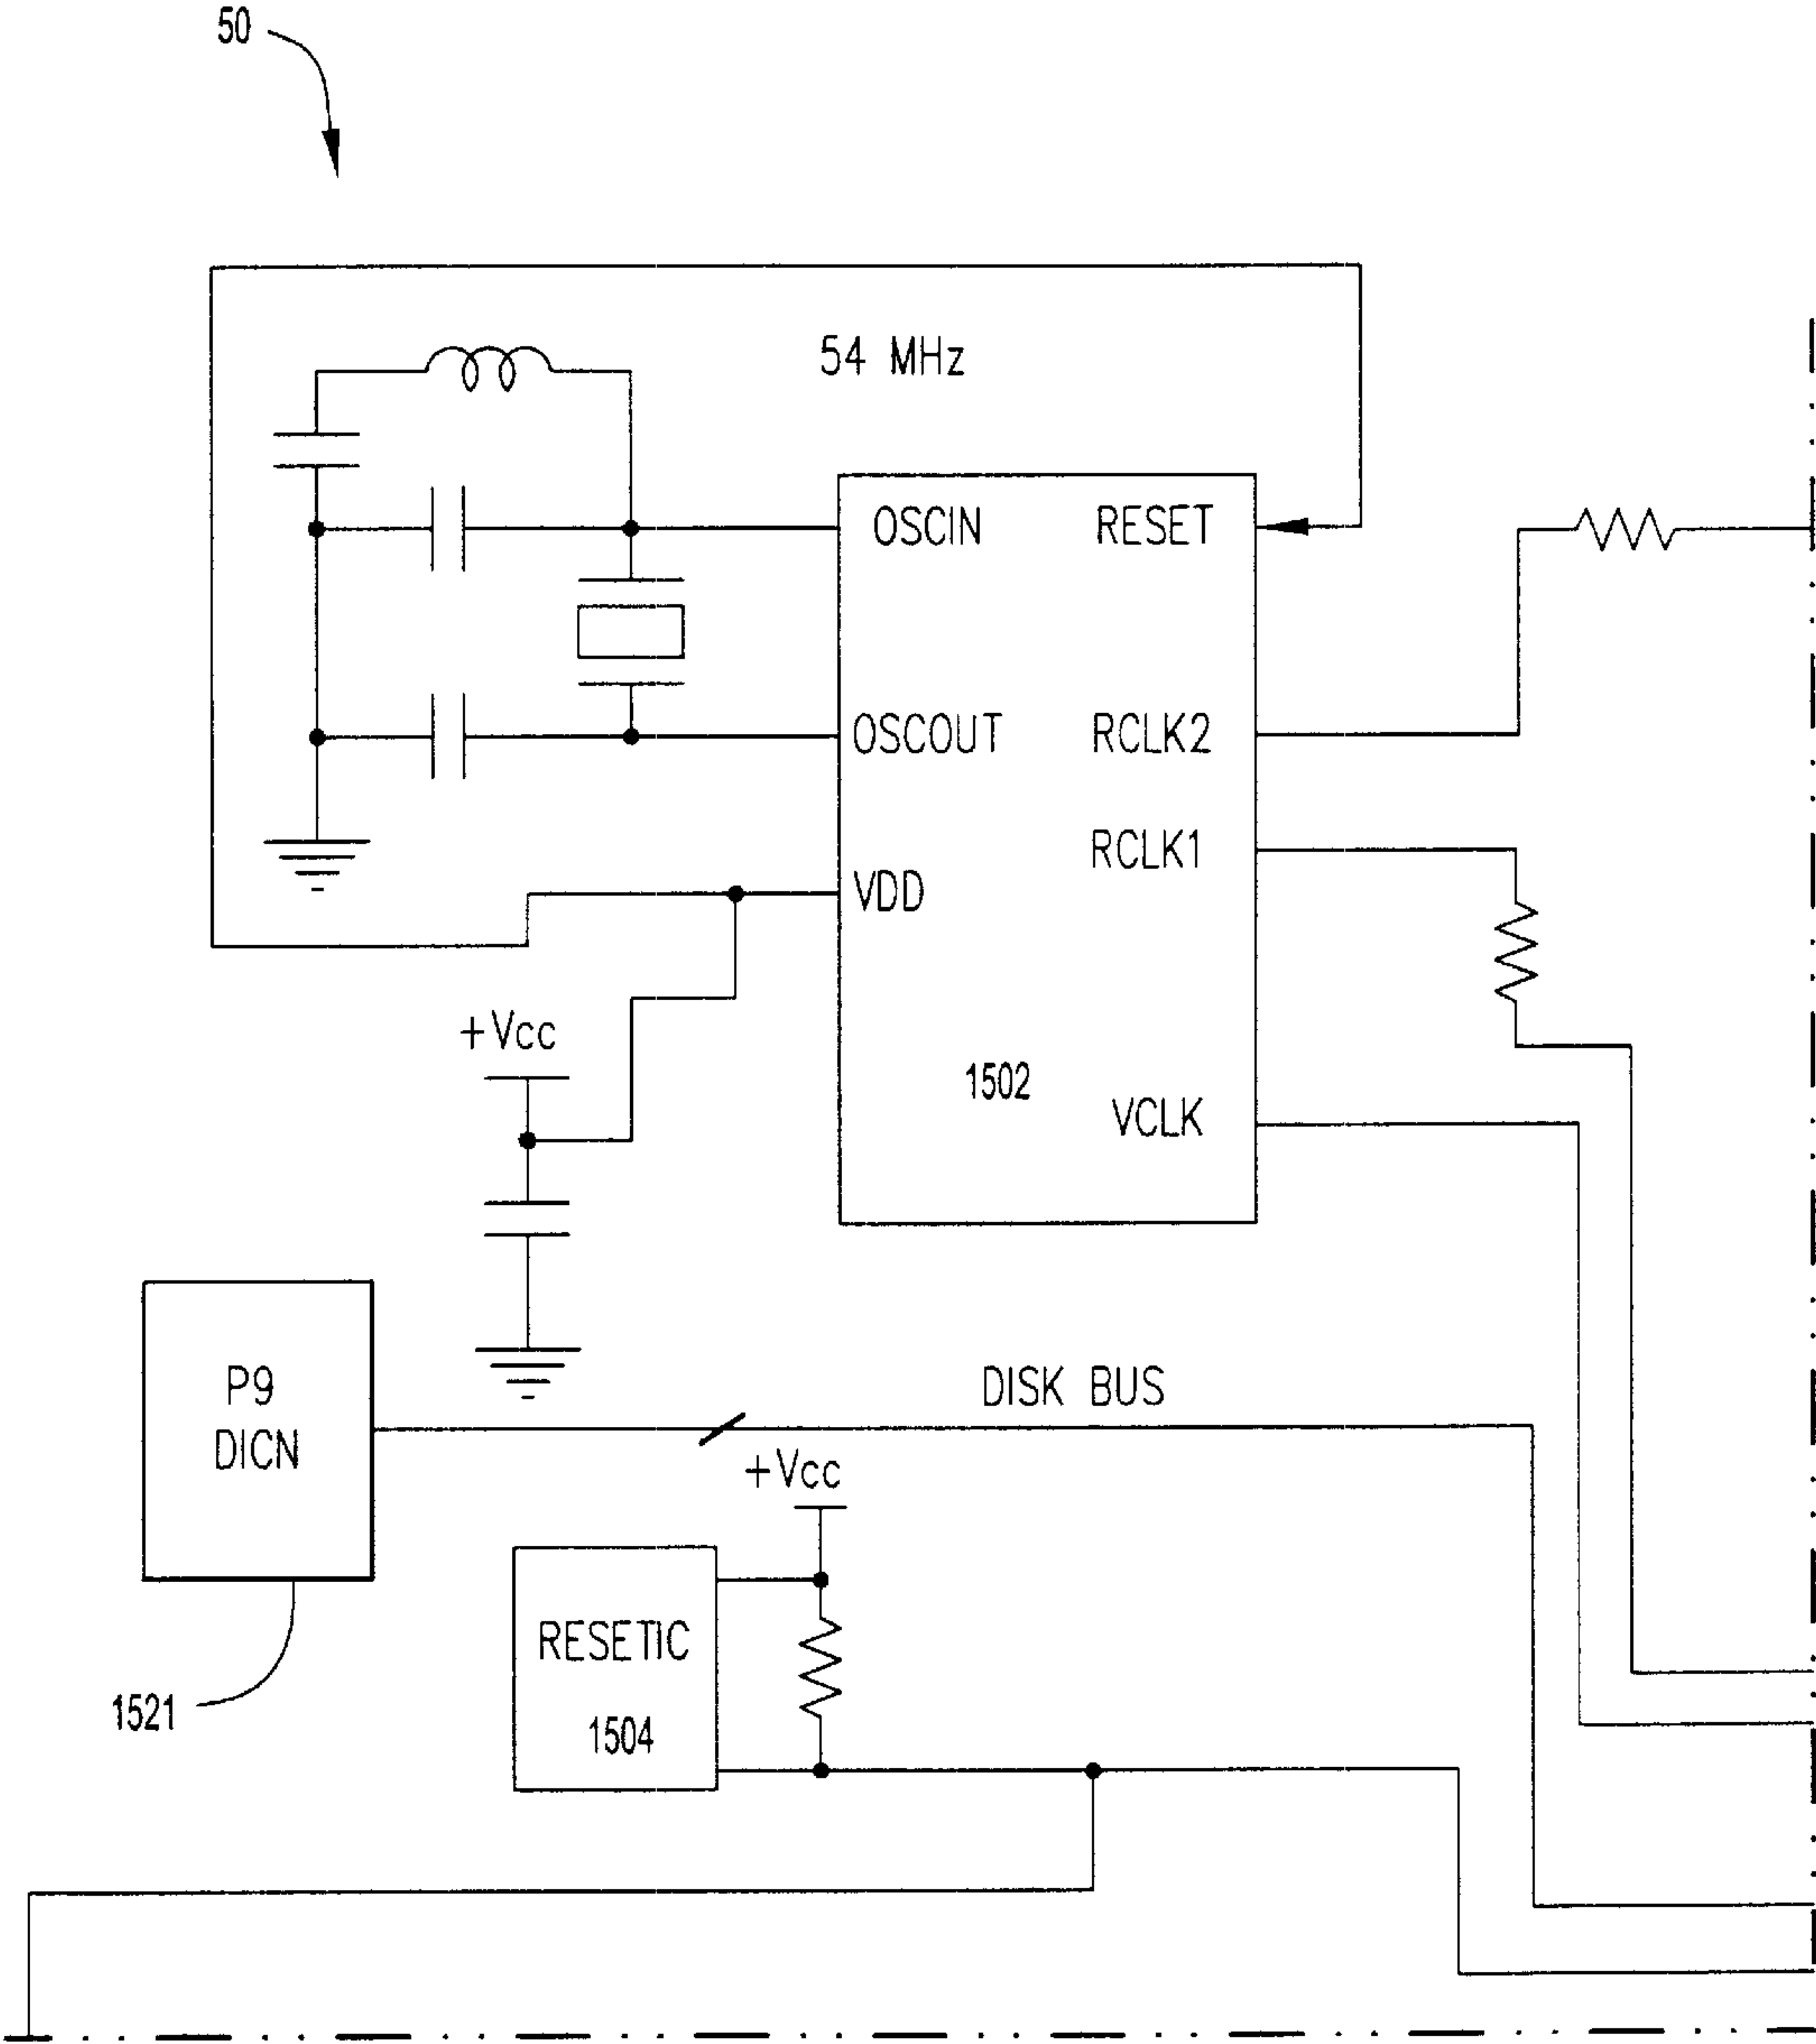 50
54 MHz
OSCIN
RESET
OSCOUT
RCLK2
RCLK1
VDD
+Vcc
1502
VCLK
P9
DICN
DISK BUS
+Vcc
RESETIC
1504
1521